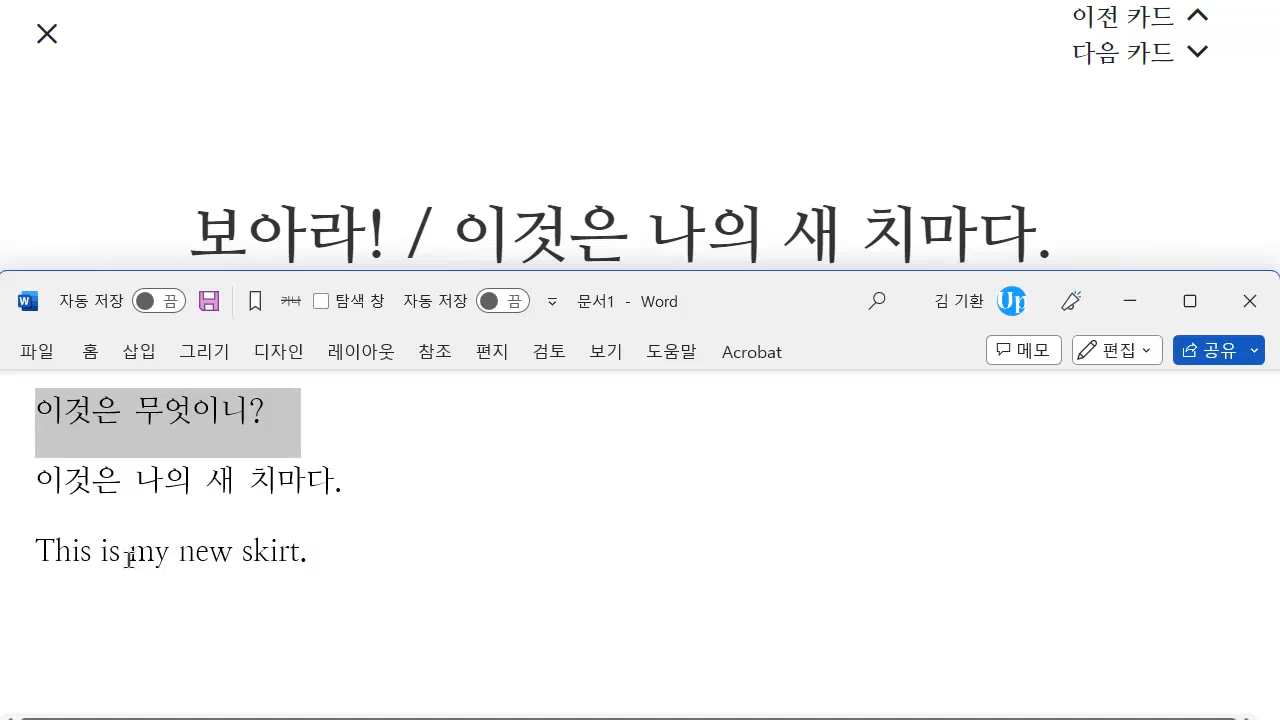 이전 카드
다음 카드
보아라! / 이것은 나의 새 치마다.
자동 저장 끔 가나 탐색 창 자동 저장 끔 문서1 - Word 김 기환 Up
파일 홈 삽입 그리기 디자인 레이아웃 참조 편지 검토 보기 도움말 Acrobat 메모 편집 공유
이것은 무엇이니?
이것은 나의 새 치마다.
This is my new skirt.